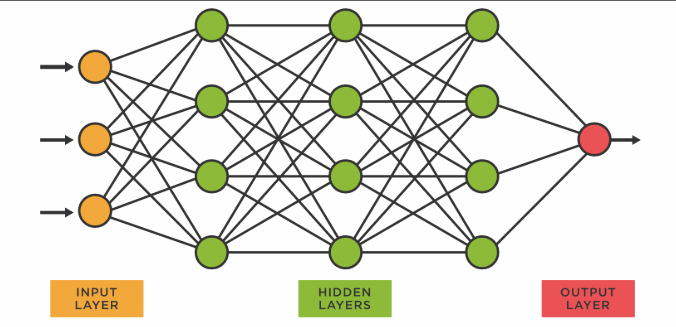 INPUT
LAYER
HIDDEN
LAYERS
OUTPUT
LAYER